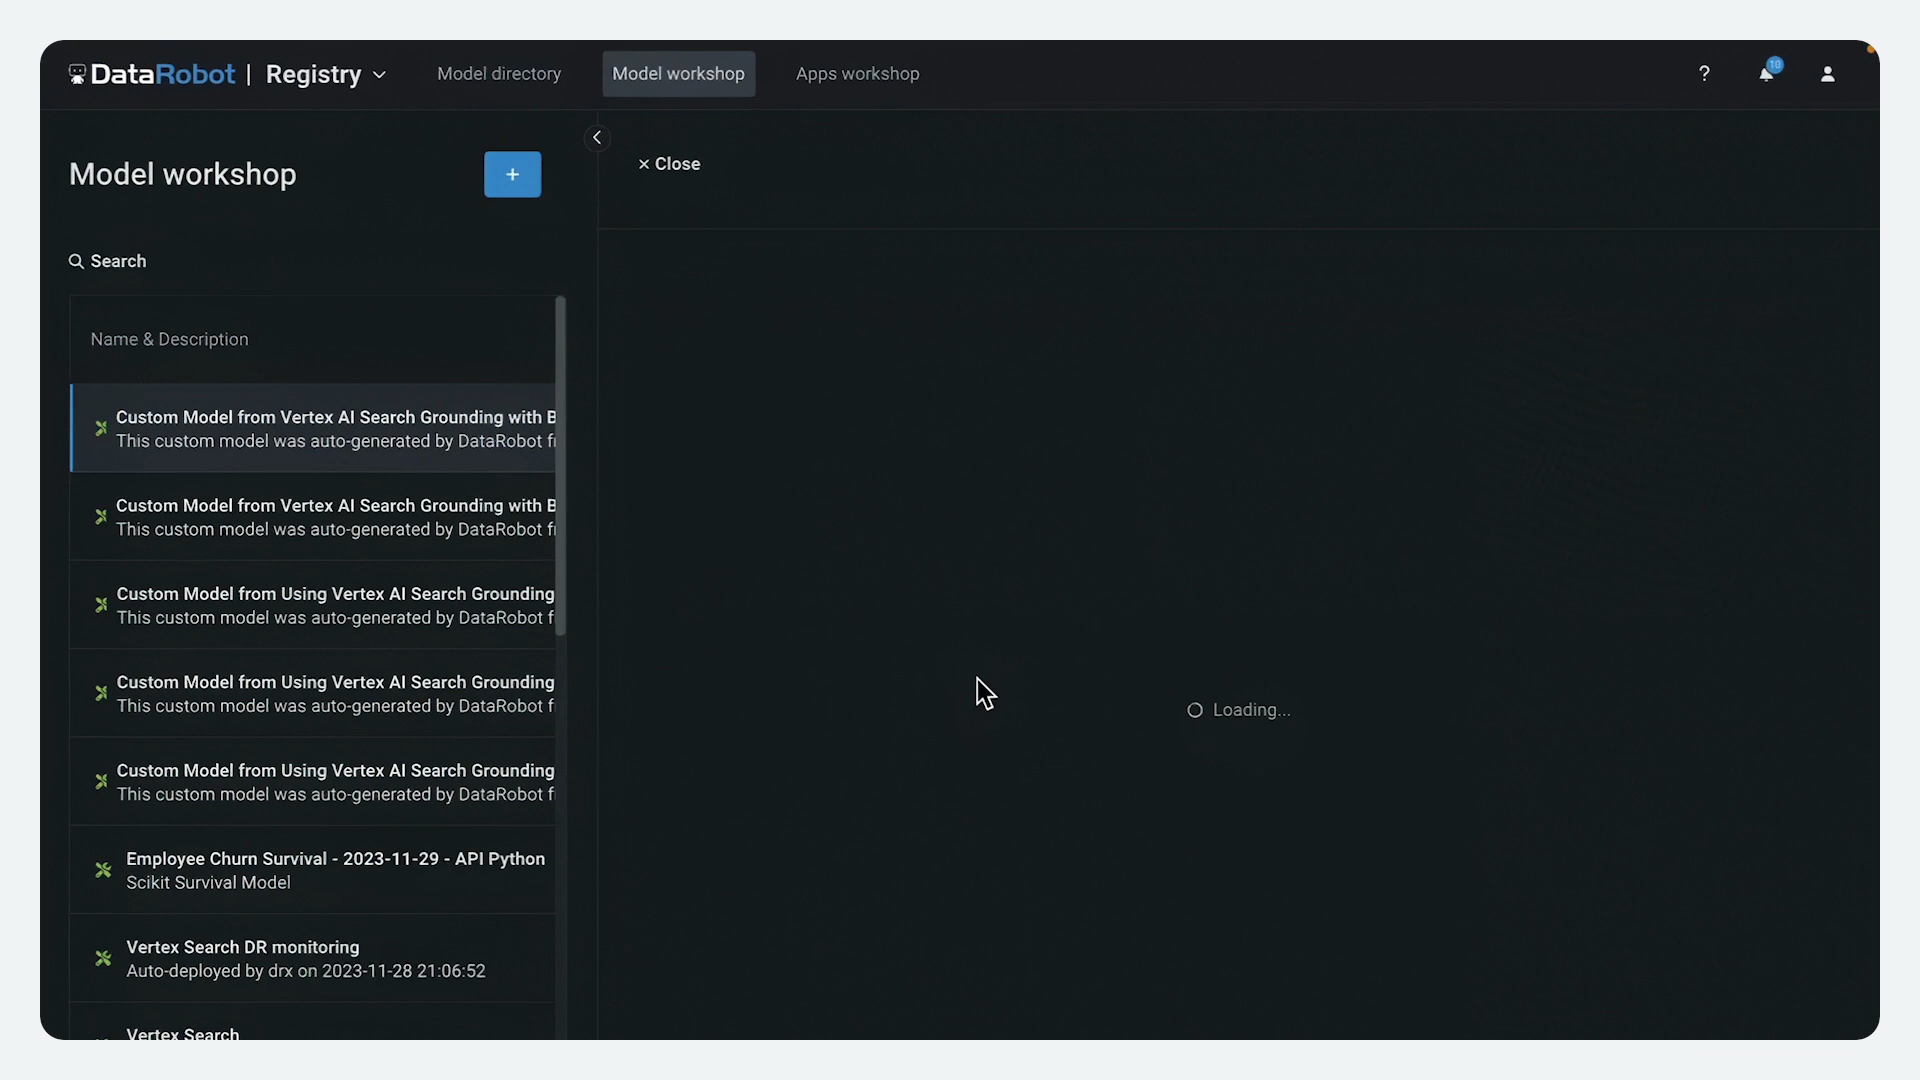 DataRobot | Registry
Model directory
Model workshop
Apps workshop
?
10
Model workshop
+
× Close
Search
Name & Description
Custom Model from Vertex AI Search Grounding with B
This custom model was auto-generated by DataRobot f
Custom Model from Vertex AI Search Grounding with B
This custom model was auto-generated by DataRobot f
Custom Model from Using Vertex AI Search Grounding
This custom model was auto-generated by DataRobot f
Custom Model from Using Vertex AI Search Grounding
This custom model was auto-generated by DataRobot f
Custom Model from Using Vertex AI Search Grounding
This custom model was auto-generated by DataRobot f
Employee Churn Survival - 2023-11-29 - API Python
Scikit Survival Model
Vertex Search DR monitoring
Auto-deployed by drx on 2023-11-28 21:06:52
Vertex Search
Loading...